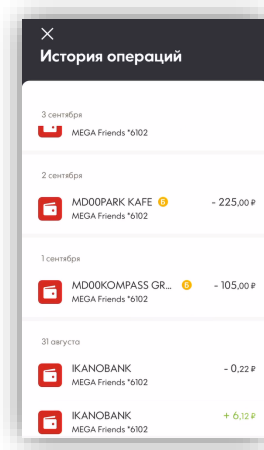 История операций
3 сентября
MEGA Friends *6102
2 сентября
MD00PARK KAFE Б - 225,00 ₽
MEGA Friends *6102
1 сентября
MD00KOMPASS GR... Б - 105,00 ₽
MEGA Friends *6102
31 августа
IKANOBANK - 0,22 ₽
MEGA Friends *6102
IKANOBANK + 6,12 ₽
MEGA Friends *6102